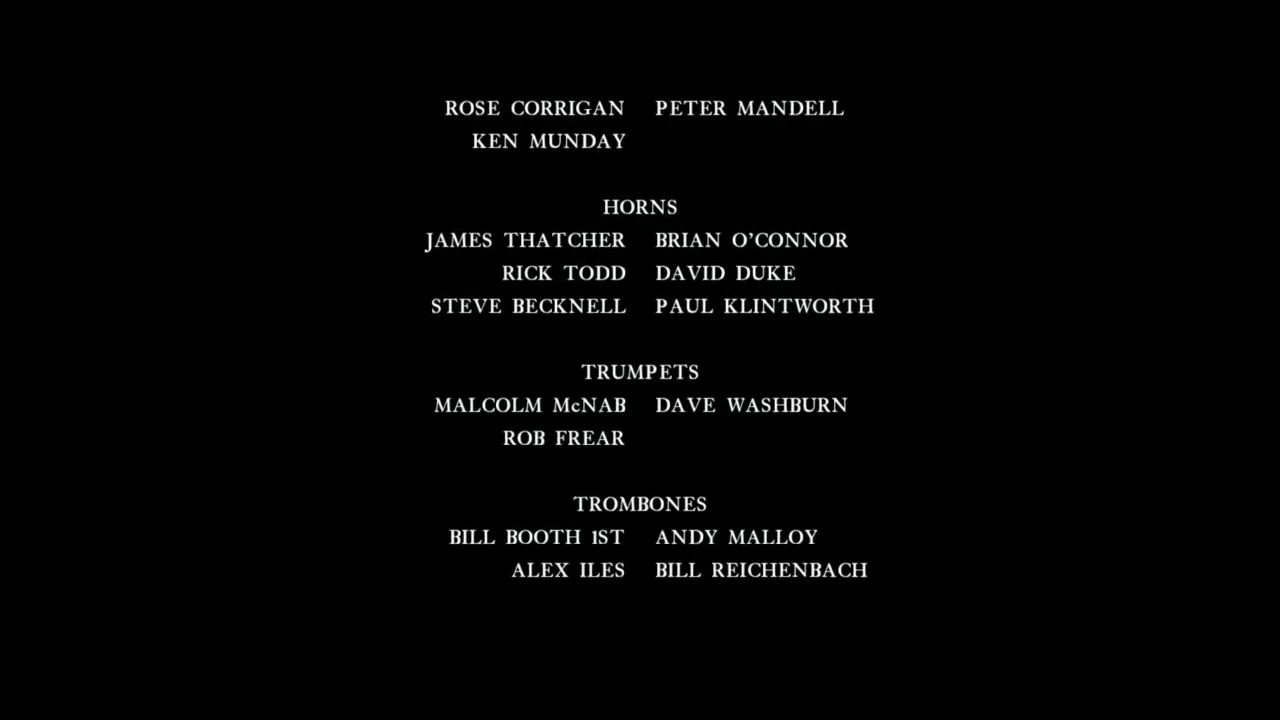 ROSE CORRIGAN PETER MANDELL
KEN MUNDAY
HORNS
JAMES THATCHER BRIAN O’CONNOR
RICK TODD DAVID DUKE
STEVE BECKNELL PAUL KLINTWORTH
TRUMPETS
MALCOLM McNAB DAVE WASHBURN
ROB FREAR
TROMBONES
BILL BOOTH 1ST ANDY MALLOY
ALEX ILES BILL REICHENBACH